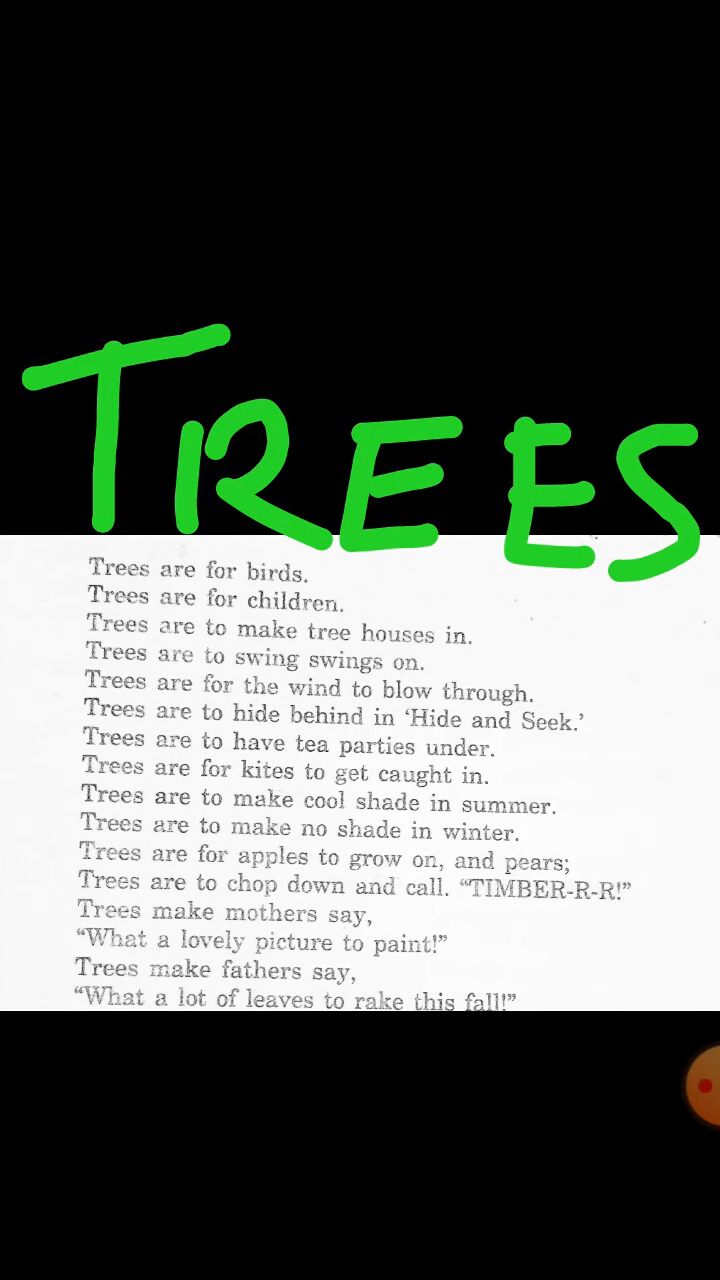 TREES
Trees are for birds.
Trees are for children.
Trees are to make tree houses in.
Trees are to swing swings on.
Trees are for the wind to blow through.
Trees are to hide behind in ‘Hide and Seek.’
Trees are to have tea parties under.
Trees are for kites to get caught in.
Trees are to make cool shade in summer.
Trees are to make no shade in winter.
Trees are for apples to grow on, and pears;
Trees are to chop down and call. “TIMBER-R-R!”
Trees make mothers say,
“What a lovely picture to paint!”
Trees make fathers say,
“What a lot of leaves to rake this fall!”